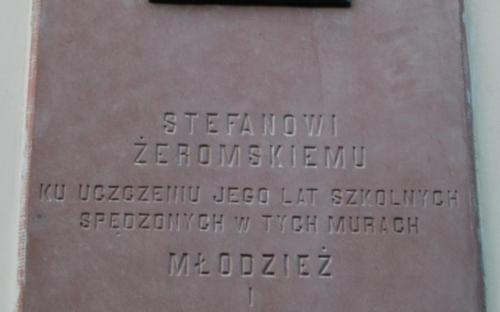 STEFANOWI
ŻEROMSKIEMU
KU UCZCZENIU JEGO LAT SZKOLNYCH
SPĘDZONYCH W TYCH MURACH
MŁODZIEŻ
I